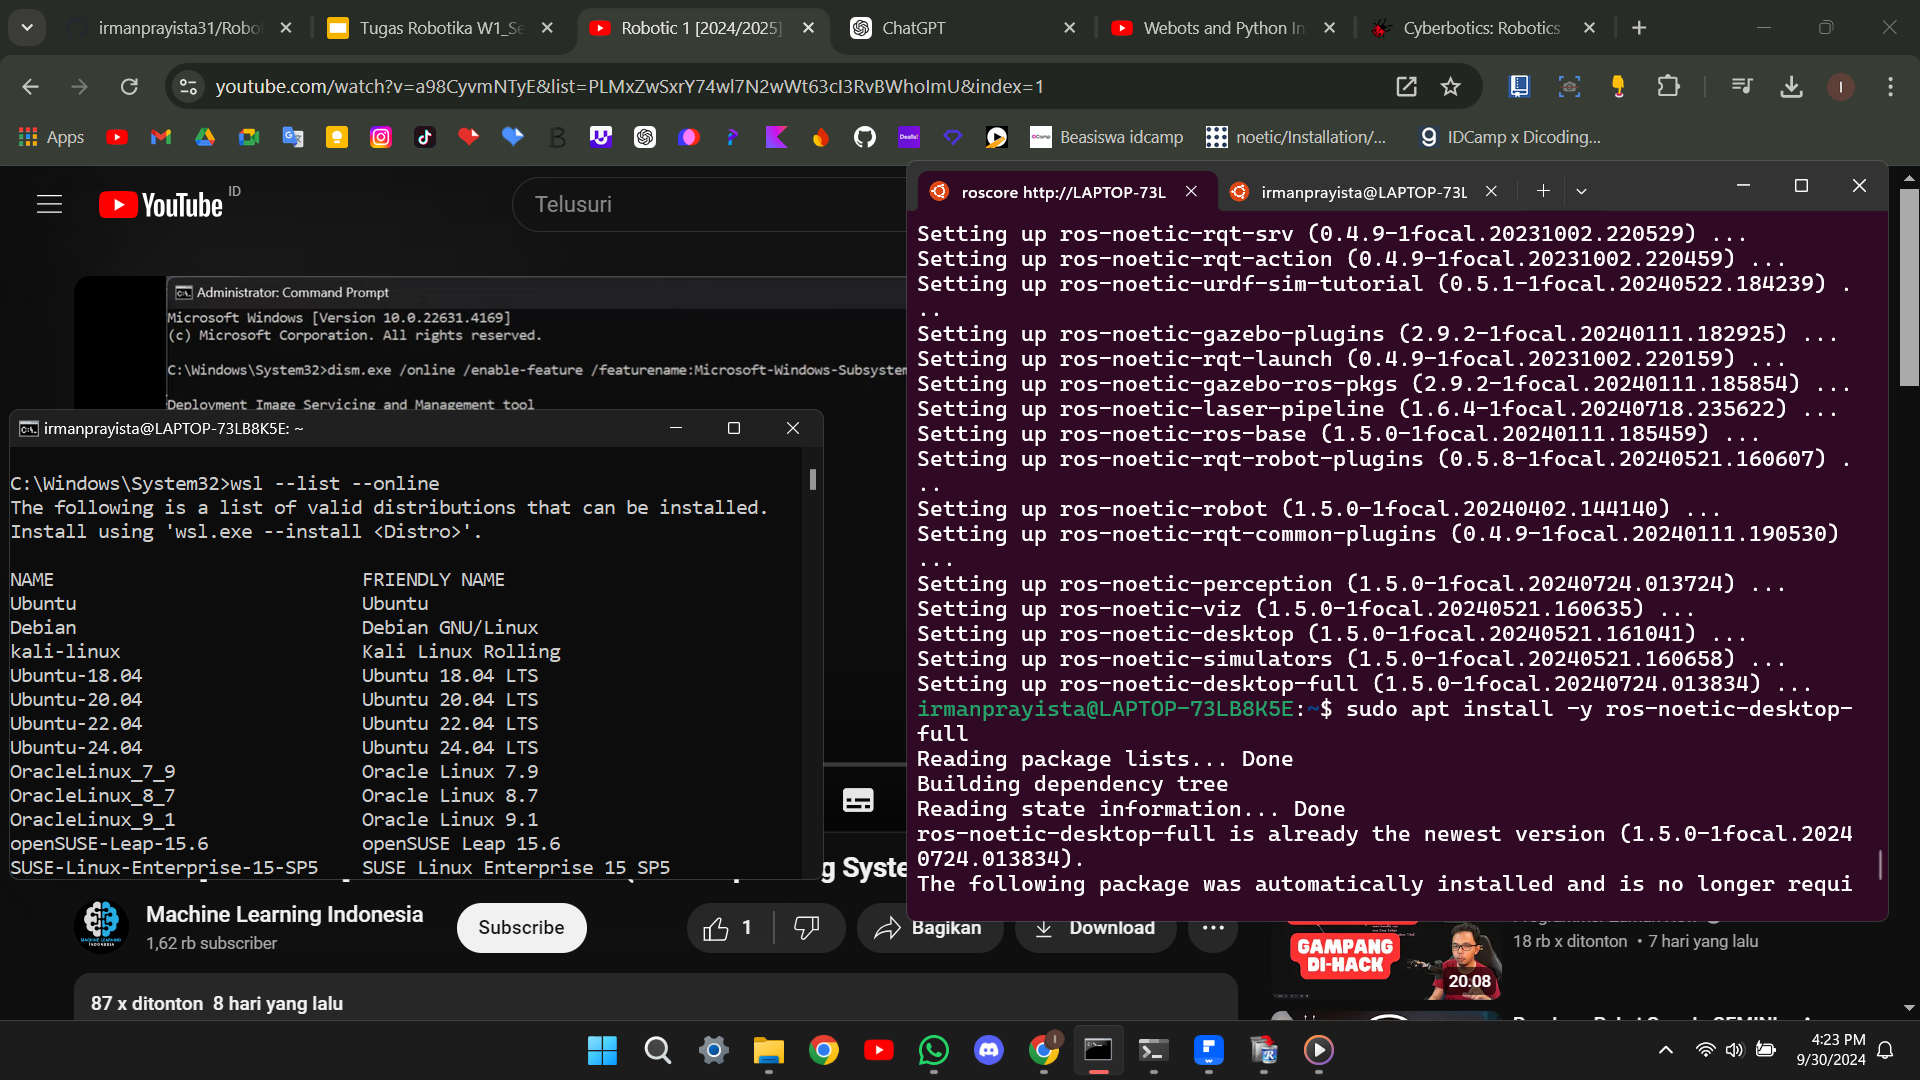 irmanprayista31/Robo
Tugas Robotika W1_Se
Robotic 1 [2024/2025]
ChatGPT
Webots and Python In
Cyberbotics: Robotics
youtube.com/watch?v=a98CyvmNTyE&list=PLMxZwSxrY74wl7N2wWt63cI3RvBWhoImU&index=1
I
Apps
Beasiswa idcamp
noetic/Installation/...
IDCamp x Dicoding...
YouTube ID
Telusuri
Administrator: Command Prompt
Microsoft Windows [Version 10.0.22631.4169]
(c) Microsoft Corporation. All rights reserved.
C:\Windows\System32>dism.exe /online /enable-feature /featurename:Microsoft-Windows-Subsystem
Deployment Image Servicing and Management tool
irmanprayista@LAPTOP-73LB8K5E: ~
C:\Windows\System32>wsl --list --online
The following is a list of valid distributions that can be installed.
Install using 'wsl.exe --install <Distro>'.
NAME FRIENDLY NAME
Ubuntu Ubuntu
Debian Debian GNU/Linux
kali-linux Kali Linux Rolling
Ubuntu-18.04 Ubuntu 18.04 LTS
Ubuntu-20.04 Ubuntu 20.04 LTS
Ubuntu-22.04 Ubuntu 22.04 LTS
Ubuntu-24.04 Ubuntu 24.04 LTS
OracleLinux_7_9 Oracle Linux 7.9
OracleLinux_8_7 Oracle Linux 8.7
OracleLinux_9_1 Oracle Linux 9.1
openSUSE-Leap-15.6 openSUSE Leap 15.6
SUSE-Linux-Enterprise-15-SP5 SUSE Linux Enterprise 15 SP5
roscore http://LAPTOP-73L
irmanprayista@LAPTOP-73L
Setting up ros-noetic-rqt-srv (0.4.9-1focal.20231002.220529) ...
Setting up ros-noetic-rqt-action (0.4.9-1focal.20231002.220459) ...
Setting up ros-noetic-urdf-sim-tutorial (0.5.1-1focal.20240522.184239) .
..
Setting up ros-noetic-gazebo-plugins (2.9.2-1focal.20240111.182925) ...
Setting up ros-noetic-rqt-launch (0.4.9-1focal.20231002.220159) ...
Setting up ros-noetic-gazebo-ros-pkgs (2.9.2-1focal.20240111.185854) ...
Setting up ros-noetic-laser-pipeline (1.6.4-1focal.20240718.235622) ...
Setting up ros-noetic-ros-base (1.5.0-1focal.20240111.185459) ...
Setting up ros-noetic-rqt-robot-plugins (0.5.8-1focal.20240521.160607) .
..
Setting up ros-noetic-robot (1.5.0-1focal.20240402.144140) ...
Setting up ros-noetic-rqt-common-plugins (0.4.9-1focal.20240111.190530)
...
Setting up ros-noetic-perception (1.5.0-1focal.20240724.013724) ...
Setting up ros-noetic-viz (1.5.0-1focal.20240521.160635) ...
Setting up ros-noetic-desktop (1.5.0-1focal.20240521.161041) ...
Setting up ros-noetic-simulators (1.5.0-1focal.20240521.160658) ...
Setting up ros-noetic-desktop-full (1.5.0-1focal.20240724.013834) ...
irmanprayista@LAPTOP-73LB8K5E:~$ sudo apt install -y ros-noetic-desktop-
full
Reading package lists... Done
Building dependency tree
Reading state information... Done
ros-noetic-desktop-full is already the newest version (1.5.0-1focal.2024
0724.013834).
The following package was automatically installed and is no longer requi
g Syste
Machine Learning Indonesia
1,62 rb subscriber
Subscribe
1
Bagikan
Download
87 x ditonton 8 hari yang lalu
GAMPANG
DI-HACK
20.08
18 rb x ditonton • 7 hari yang lalu
4:23 PM
9/30/2024